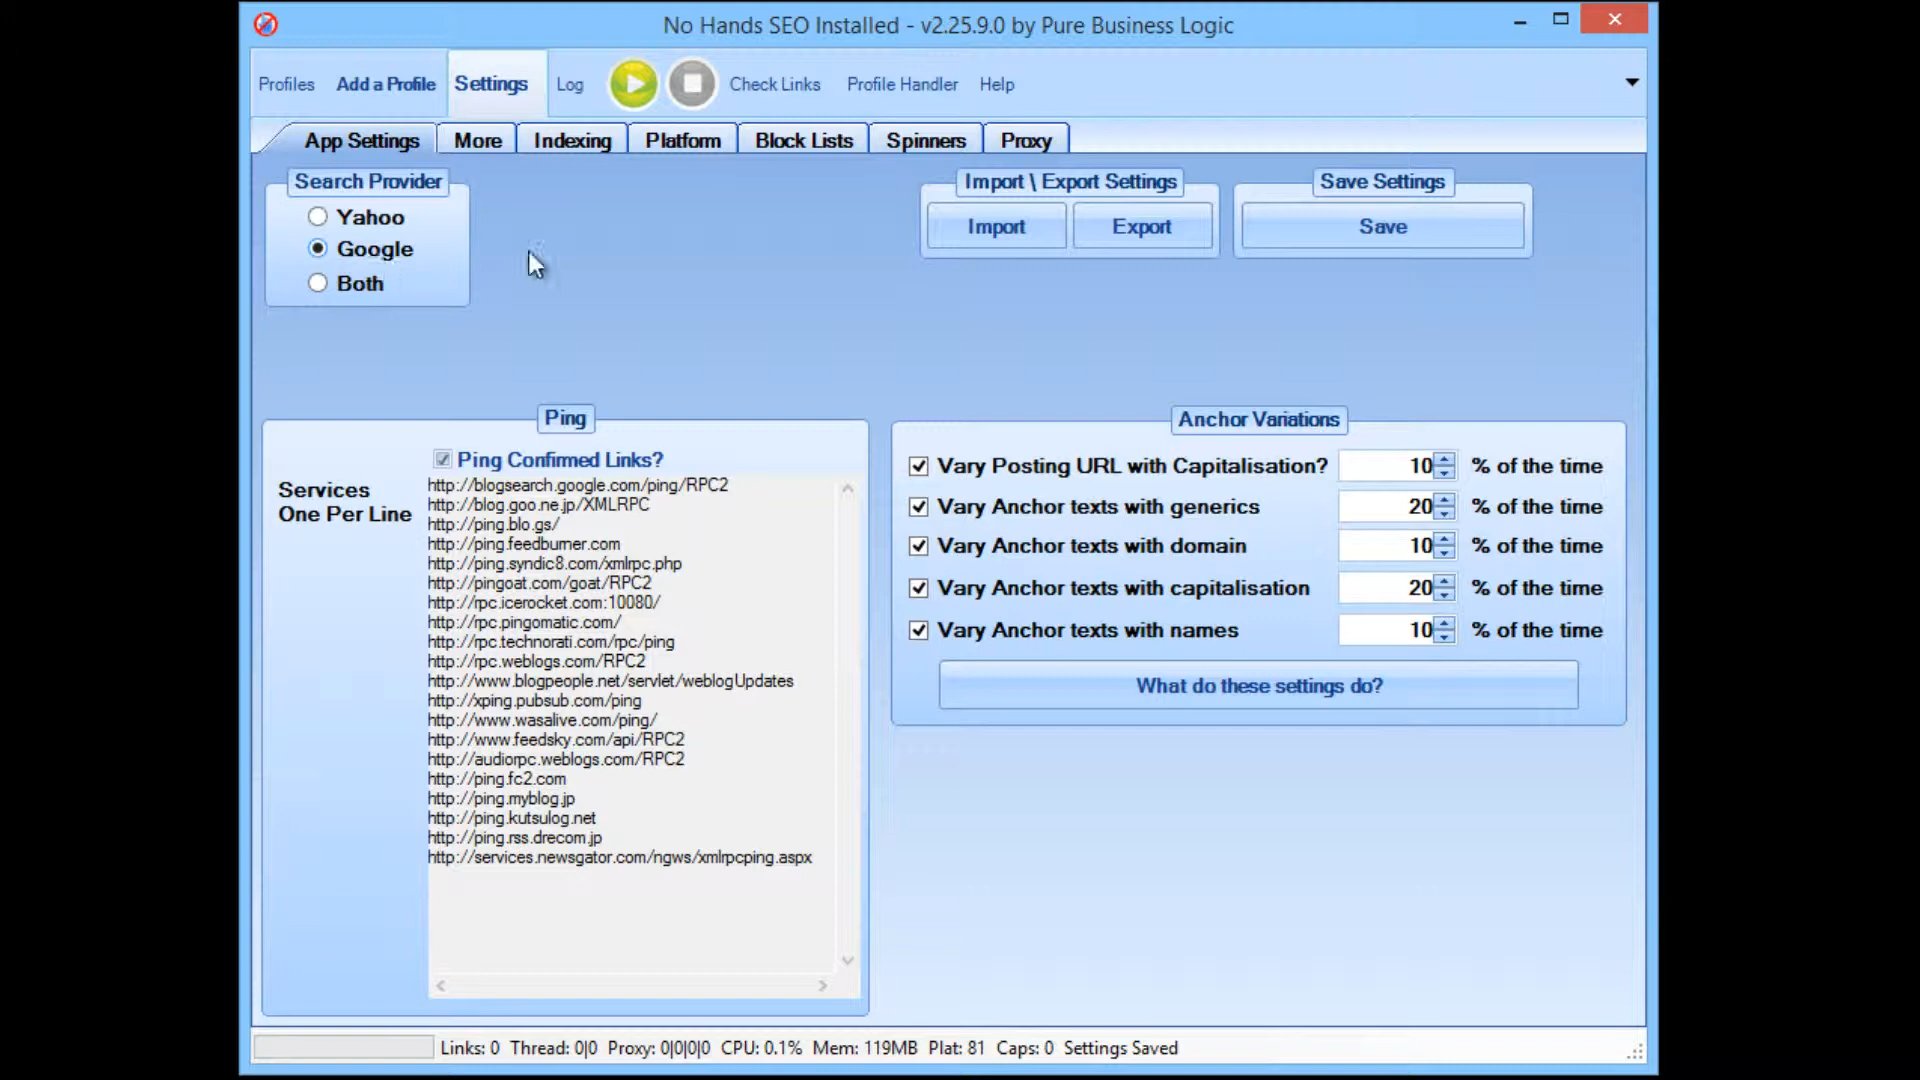 No Hands SEO Installed - v2.25.9.0 by Pure Business Logic
Profiles Add a Profile Settings Log Check Links Profile Handler Help
App Settings More Indexing Platform Block Lists Spinners Proxy
Search Provider
Yahoo
Google
Both
Import \ Export Settings
Import Export
Save Settings
Save
Ping
Ping Confirmed Links?
Services
One Per Line
http://blogsearch.google.com/ping/RPC2
http://blog.goo.ne.jp/XMLRPC
http://ping.blo.gs/
http://ping.feedburner.com
http://ping.syndic8.com/xmlrpc.php
http://pingoat.com/goat/RPC2
http://rpc.icerocket.com:10080/
http://rpc.pingomatic.com/
http://rpc.technorati.com/rpc/ping
http://rpc.weblogs.com/RPC2
http://www.blogpeople.net/servlet/weblogUpdates
http://xping.pubsub.com/ping
http://www.wasalive.com/ping/
http://www.feedsky.com/api/RPC2
http://audiorpc.weblogs.com/RPC2
http://ping.fc2.com
http://ping.myblog.jp
http://ping.kutsulog.net
http://ping.rss.drecom.jp
http://services.newsgator.com/ngws/xmlrpcping.aspx
Anchor Variations
Vary Posting URL with Capitalisation? 10 % of the time
Vary Anchor texts with generics 20 % of the time
Vary Anchor texts with domain 10 % of the time
Vary Anchor texts with capitalisation 20 % of the time
Vary Anchor texts with names 10 % of the time
What do these settings do?
Links: 0 Thread: 0|0 Proxy: 0|0|0|0 CPU: 0.1% Mem: 119MB Plat: 81 Caps: 0 Settings Saved